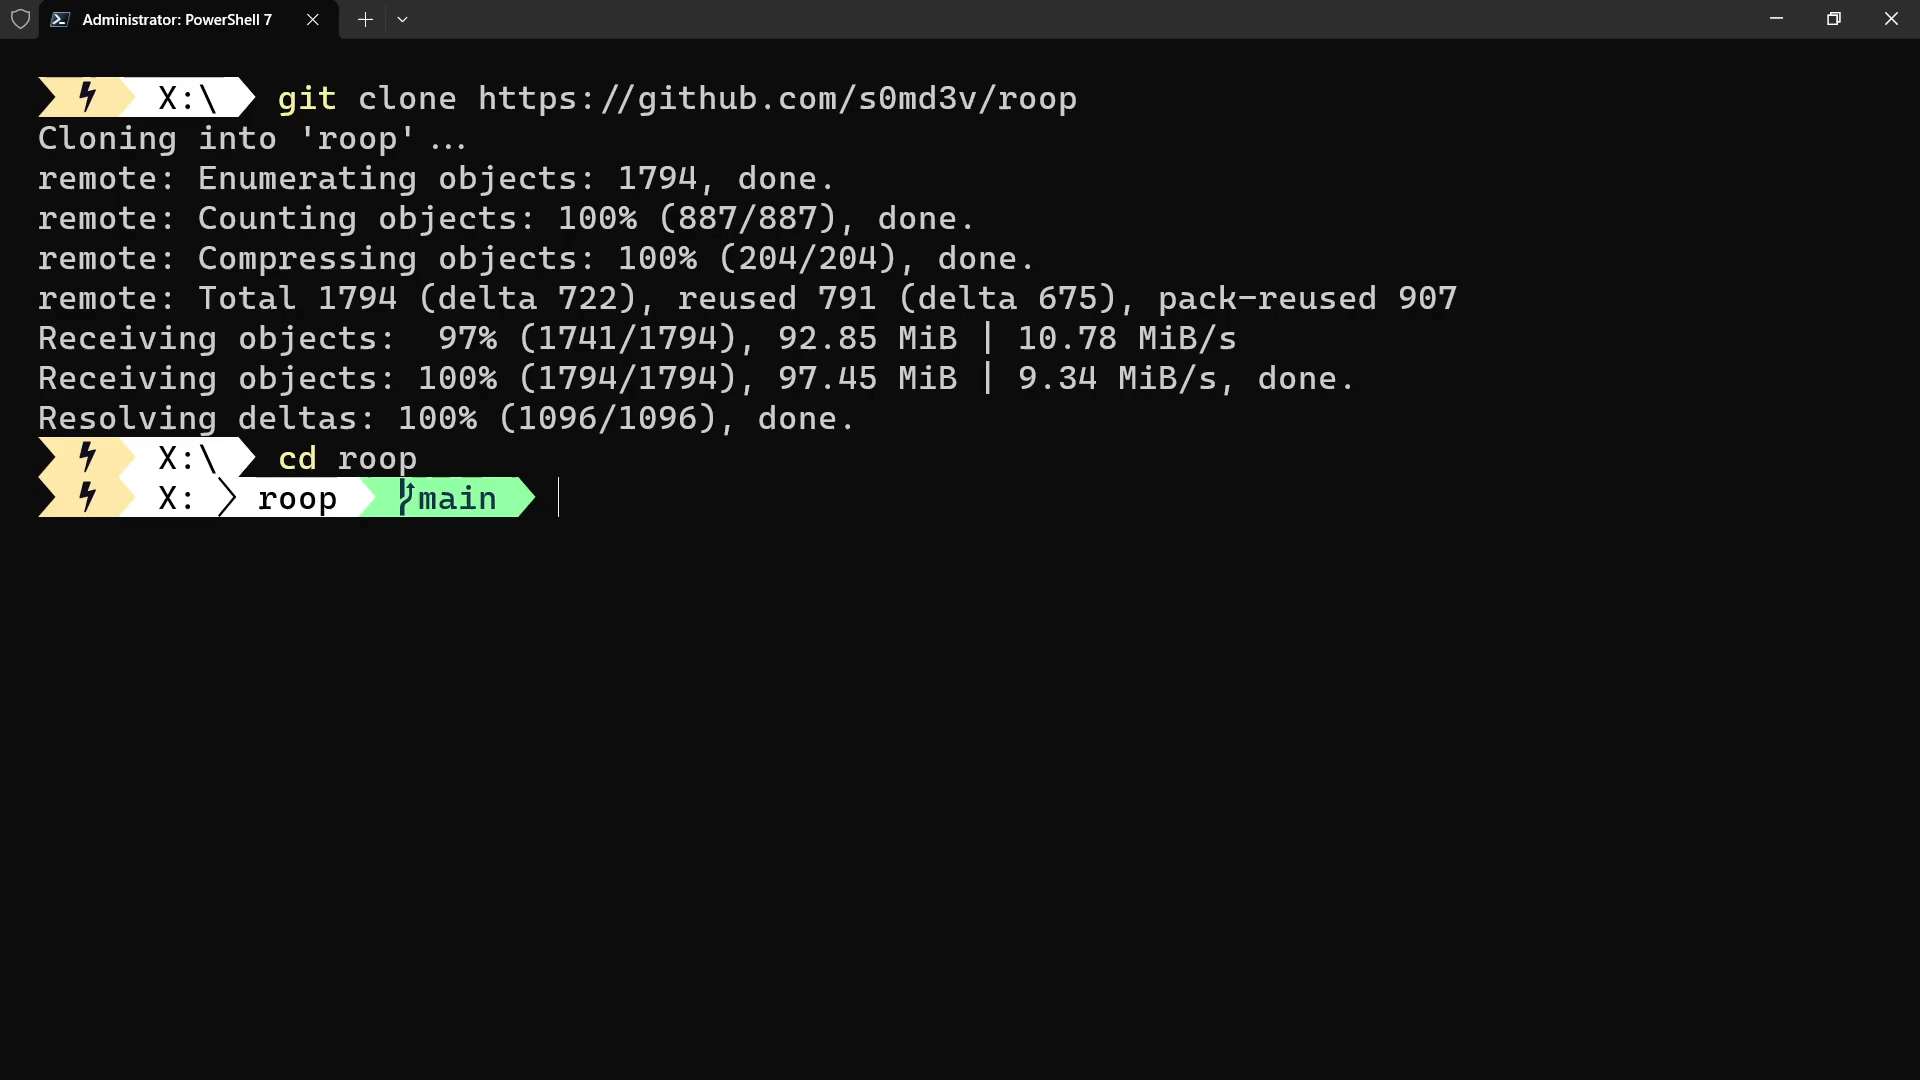 Administrator: PowerShell 7
X:\ git clone https://github.com/s0md3v/roop
Cloning into 'roop'...
remote: Enumerating objects: 1794, done.
remote: Counting objects: 100% (887/887), done.
remote: Compressing objects: 100% (204/204), done.
remote: Total 1794 (delta 722), reused 791 (delta 675), pack-reused 907
Receiving objects:  97% (1741/1794), 92.85 MiB | 10.78 MiB/s
Receiving objects: 100% (1794/1794), 97.45 MiB | 9.34 MiB/s, done.
Resolving deltas: 100% (1096/1096), done.
X:\ cd roop
X: roop main